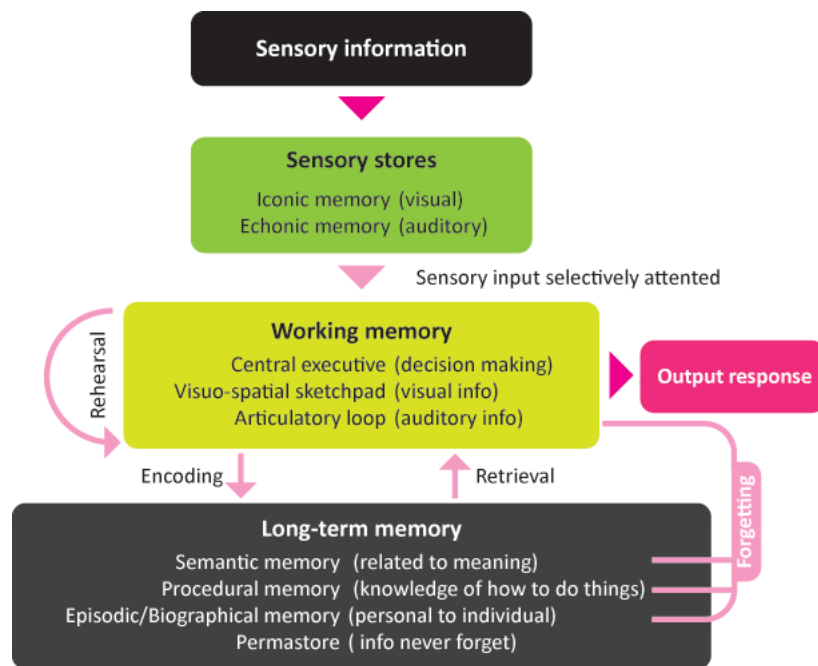 Sensory information
Sensory stores
Iconic memory (visual)
Echonic memory (auditory)
Sensory input selectively attented
Rehearsal
Working memory
Central executive (decision making)
Visuo-spatial sketchpad (visual info)
Articulatory loop (auditory info)
Output response
Encoding
Retrieval
Forgetting
Long-term memory
Semantic memory (related to meaning)
Procedural memory (knowledge of how to do things)
Episodic/Biographical memory (personal to individual)
Permastore ( info never forget)